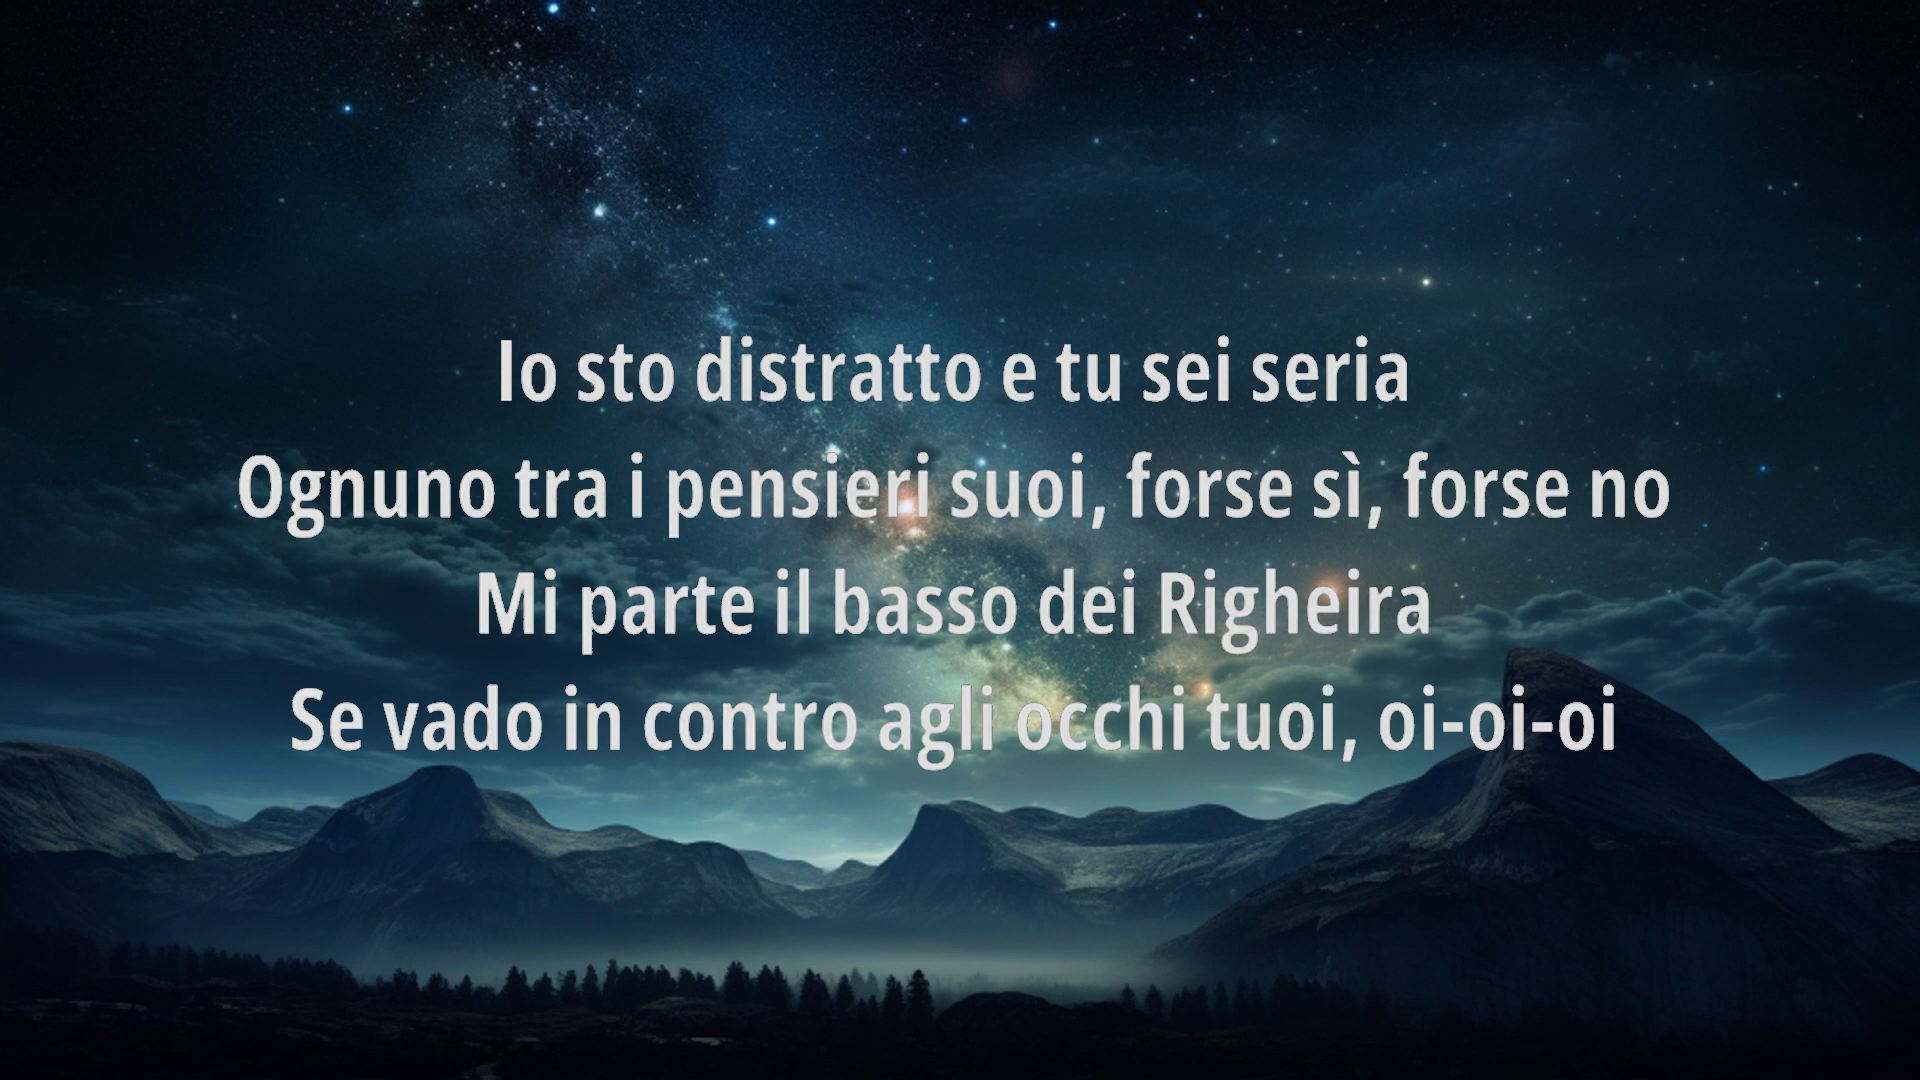 Io sto distratto e tu sei seria
Ognuno tra i pensieri suoi, forse sì, forse no
Mi parte il basso dei Righeira
Se vado in contro agli occhi tuoi, oi-oi-oi